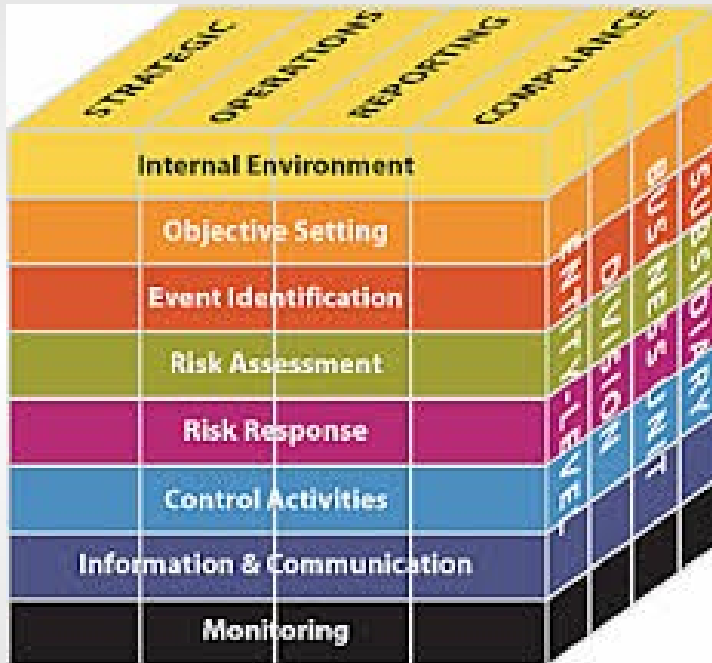 STRATEGIC
OPERATIONS
REPORTING
COMPLIANCE
Internal Environment
Objective Setting
Event Identification
Risk Assessment
Risk Response
Control Activities
Information & Communication
Monitoring
ENTITY-LEVEL
DIVISION
BUSINESS UNIT
SUBSIDIARY